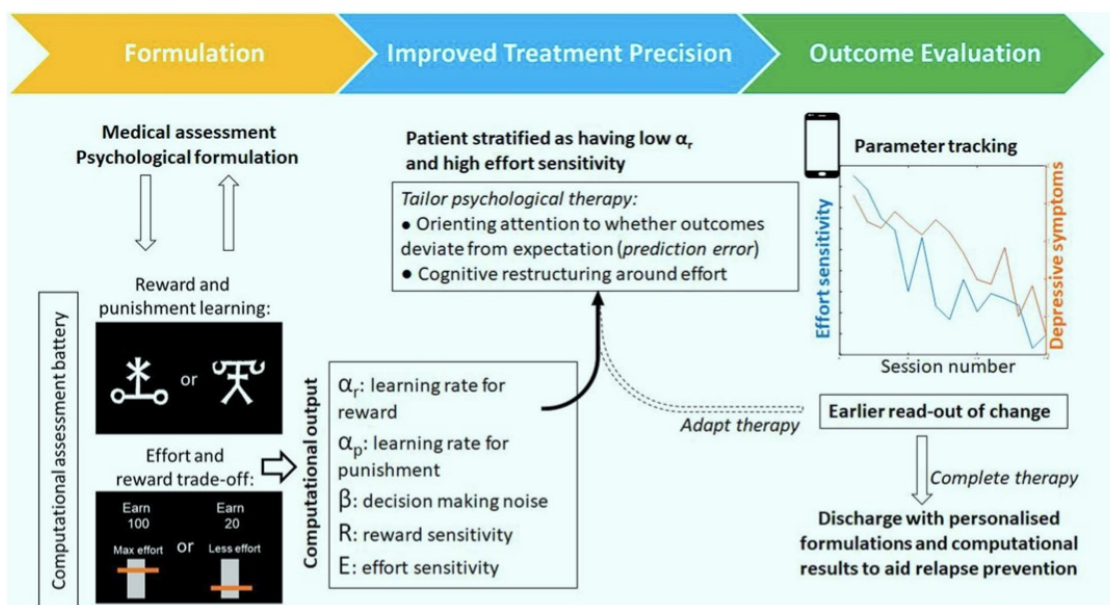 Formulation
Improved Treatment Precision
Outcome Evaluation
Medical assessment
Psychological formulation
Computational assessment battery
Reward and
punishment learning:
or
Effort and
reward trade-off:
Earn
100
Earn
20
Max effort
or
Less effort
Computational output
αr: learning rate for
reward
αp: learning rate for
punishment
β: decision making noise
R: reward sensitivity
E: effort sensitivity
Patient stratified as having low αr
and high effort sensitivity
Tailor psychological therapy:
● Orienting attention to whether outcomes
deviate from expectation (prediction error)
● Cognitive restructuring around effort
Adapt therapy
Parameter tracking
Effort sensitivity
Depressive symptoms
Session number
Earlier read-out of change
Complete therapy
Discharge with personalised
formulations and computational
results to aid relapse prevention